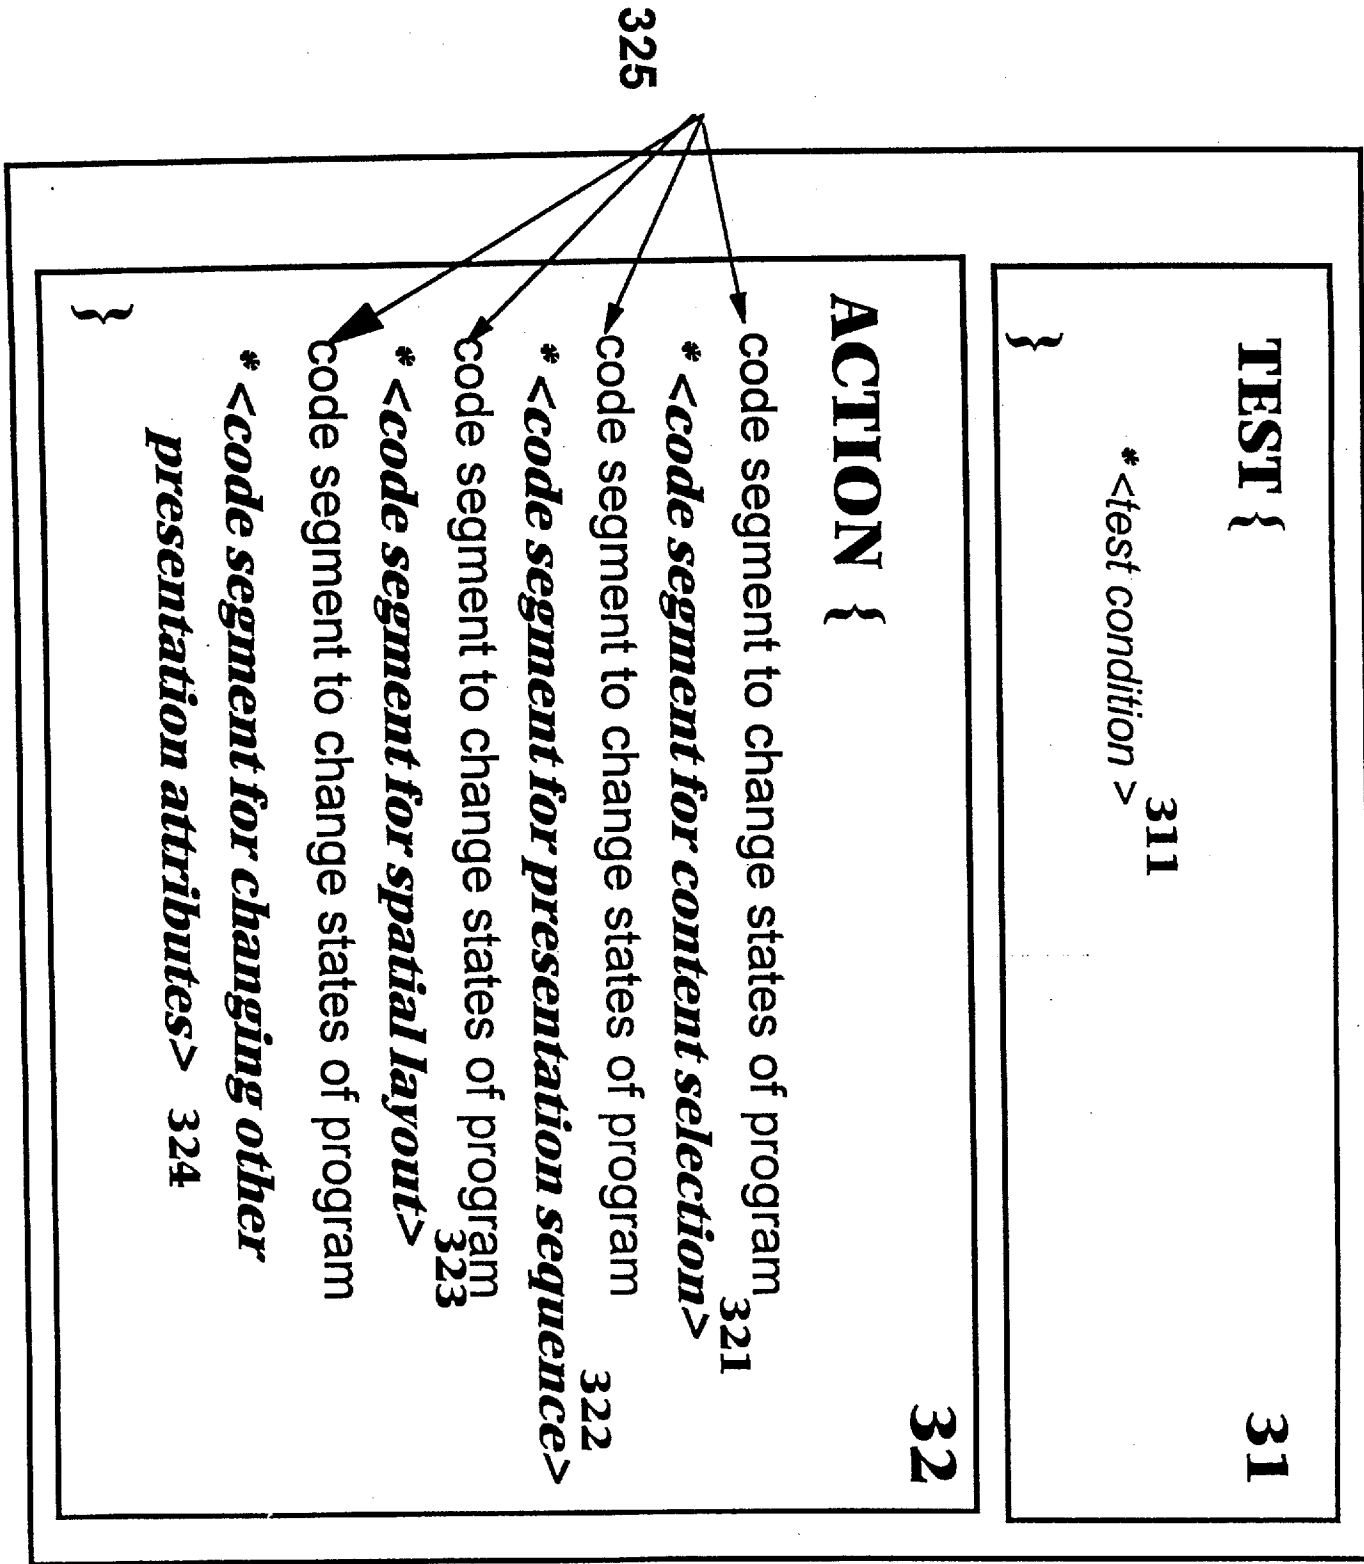 31
TEST {
311
*<test condition >
}
32
ACTION {
code segment to change states of program
321
*<code segment for content selection>
code segment to change states of program
322
*<code segment for presentation sequence>
code segment to change states of program
323
*<code segment for spatial layout>
code segment to change states of program
*<code segment for changing other
presentation attributes> 324
}
325